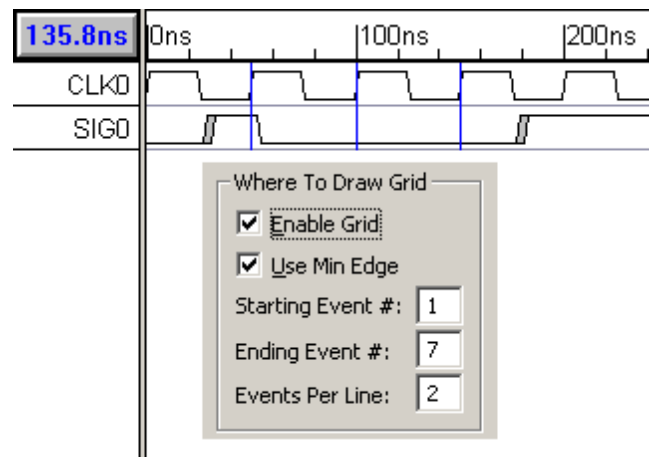 135.8ns
0ns 100ns 200ns
CLK0
SIG0
Where To Draw Grid
Enable Grid
Use Min Edge
Starting Event #: 1
Ending Event #: 7
Events Per Line: 2